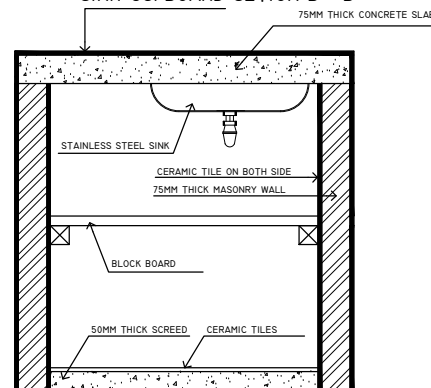 75MM THICK CONCRETE
STAINLESS STEEL SINK
CERAMIC TILE ON BOTH SIDE
75MM THICK MASONRY WALL
BLOCK BOARD
50MM THICK SCREED
CERAMIC TILES